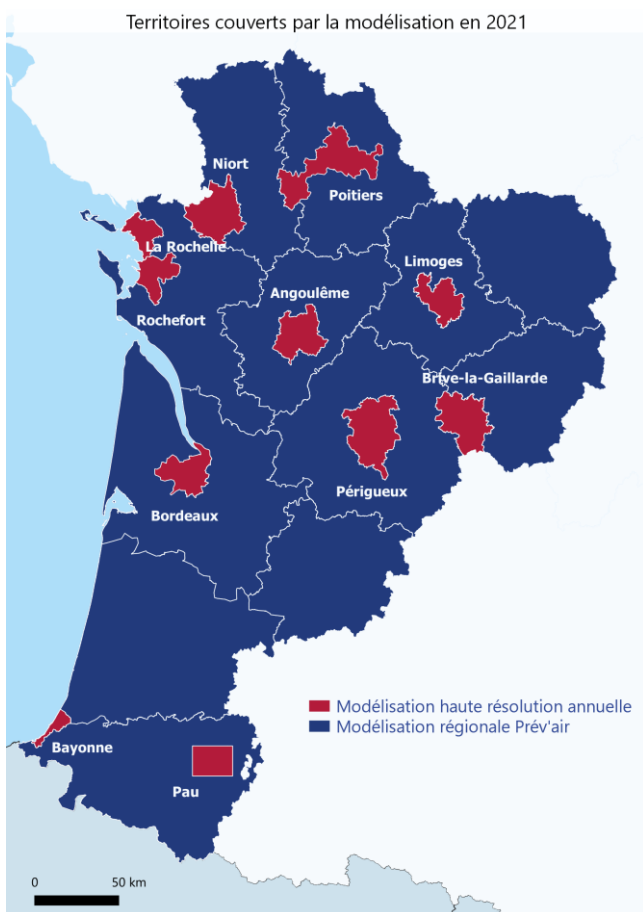 Territoires couverts par la modélisation en 2021
Niort
Poitiers
La Rochelle
Limoges
Angoulême
Rochefort
Brive-la-Gaillarde
Périgueux
Bordeaux
Modélisation haute résolution annuelle
Modélisation régionale Prév'air
Bayonne
Pau
0 50 km